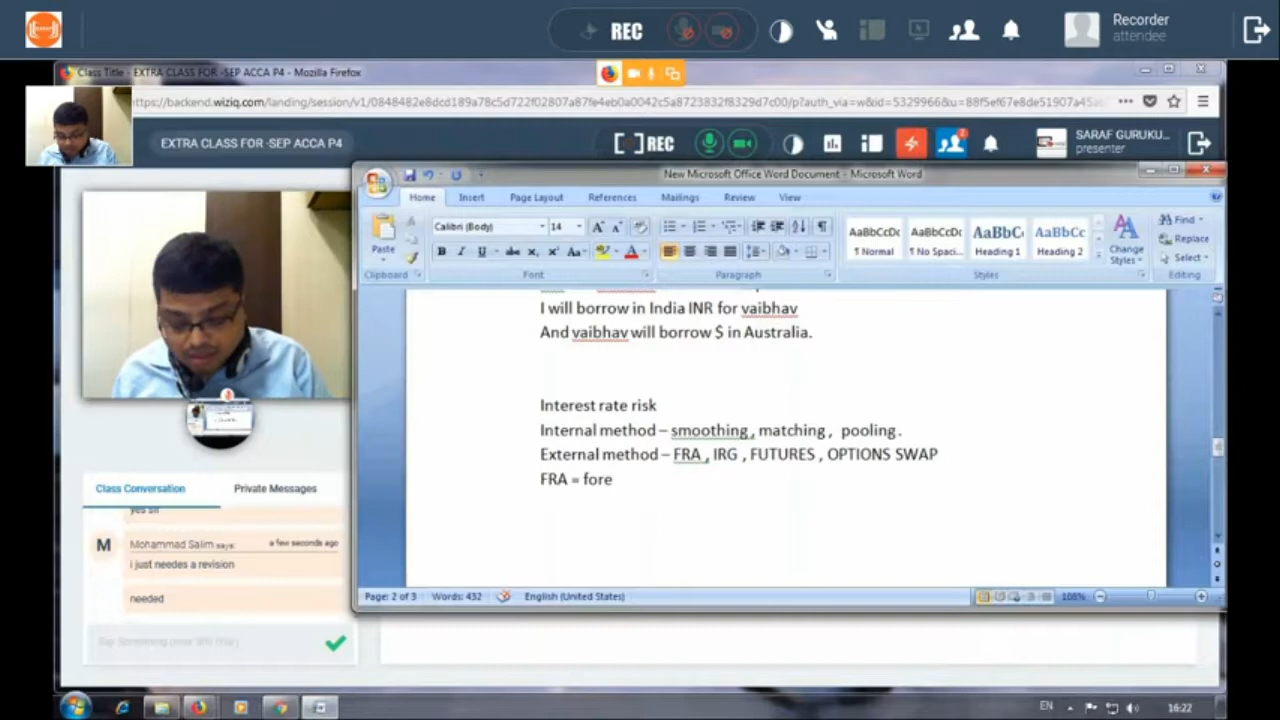 REC
Recorder
attendee
Class Title - EXTRA CLASS FOR -SEP ACCA P4 - Mozilla Firefox
EXTRA CLASS FOR -SEP ACCA P4
REC
2
SARAF GURUKU...
presenter
New Microsoft Office Word Document - Microsoft Word
Home Insert Page Layout References Mailings Review View
Paste
Clipboard
Calibri (Body) 14
Font
Paragraph
AaBbCcDc AaBbCcDc AaBbC AaBbCc
¶ Normal ¶ No Spaci... Heading 1 Heading 2
Styles
Change Styles
Find
Replace
Select
Editing
I will borrow in India INR for vaibhav
And vaibhav will borrow $ in Australia.
Interest rate risk
Internal method – smoothing , matching , pooling .
External method – FRA , IRG , FUTURES , OPTIONS SWAP
FRA = fore
Class Conversation Private Messages
yes sir
M
Mohammad Salim says: a few seconds ago
i just needes a revision
needed
Page: 2 of 3 Words: 432 English (United States) 108%
EN 16:22